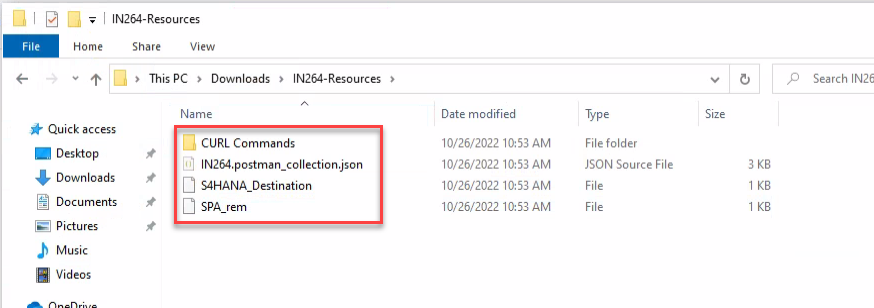 IN264-Resources
File Home Share View
This PC Downloads IN264-Resources Search IN26
Name Date modified Type Size
Quick access
Desktop
Downloads
Documents
Pictures
Music
Videos
OneDrive
CURL Commands 10/26/2022 10:53 AM File folder
IN264.postman_collection.json 10/26/2022 10:53 AM JSON Source File 3 KB
S4HANA_Destination 10/26/2022 10:53 AM File 1 KB
SPA_rem 10/26/2022 10:53 AM File 1 KB